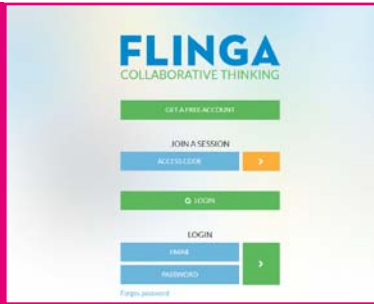 FLINGA
COLLABORATIVE THINKING
GET A FREE ACCOUNT
JOIN A SESSION
ACCESS CODE
G LOGIN
LOGIN
EMAIL
PASSWORD
Forgot password